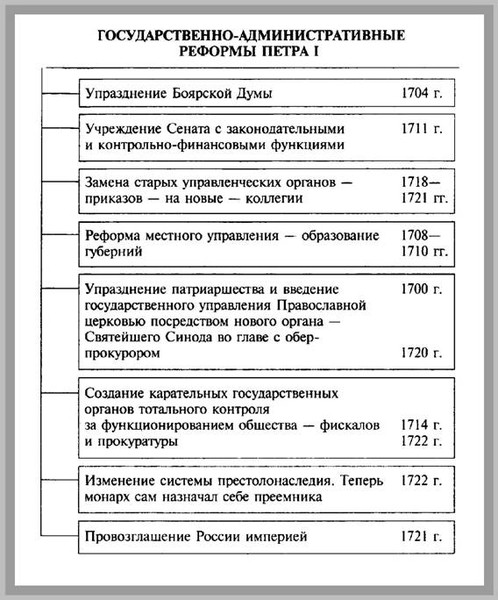 ГОСУДАРСТВЕННО-АДМИНИСТРАТИВНЫЕ
РЕФОРМЫ ПЕТРА I
Упразднение Боярской Думы 1704 г.
Учреждение Сената с законодательными 1711 г.
и контрольно-финансовыми функциями
Замена старых управленческих органов — 1718—
приказов — на новые — коллегии 1721 гг.
Реформа местного управления — образование 1708—
губерний 1710 гг.
Упразднение патриаршества и введение 1700 г.
государственного управления Православной
церковью посредством нового органа —
Святейшего Синода во главе с обер-
прокурором 1720 г.
Создание карательных государственных
органов тотального контроля
за функционированием общества — фискалов 1714 г.
и прокуратуры 1722 г.
Изменение системы престолонаследия. Теперь 1722 г.
монарх сам назначал себе преемника
Провозглашение России империей 1721 г.